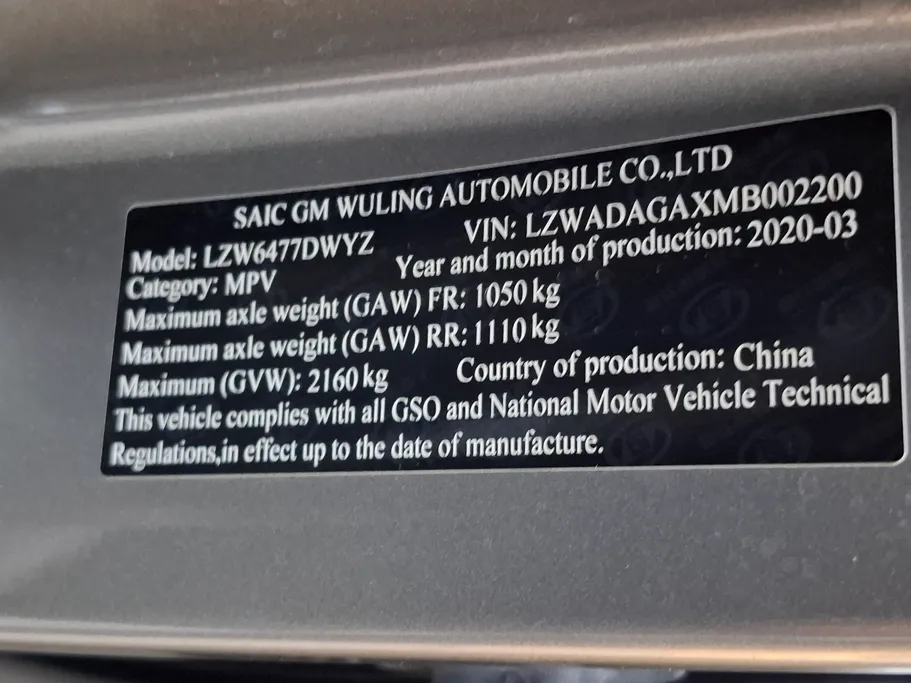 SAIC GM WULING AUTOMOBILE CO.,LTD
Model: LZW6477DWYZ VIN: LZWADAGAXMB002200
Category: MPV Year and month of production: 2020-03
Maximum axle weight (GAW) FR: 1050 kg
Maximum axle weight (GAW) RR: 1110 kg
Maximum (GVW): 2160 kg Country of production: China
This vehicle complies with all GSO and National Motor Vehicle Technical
Regulations,in effect up to the date of manufacture.